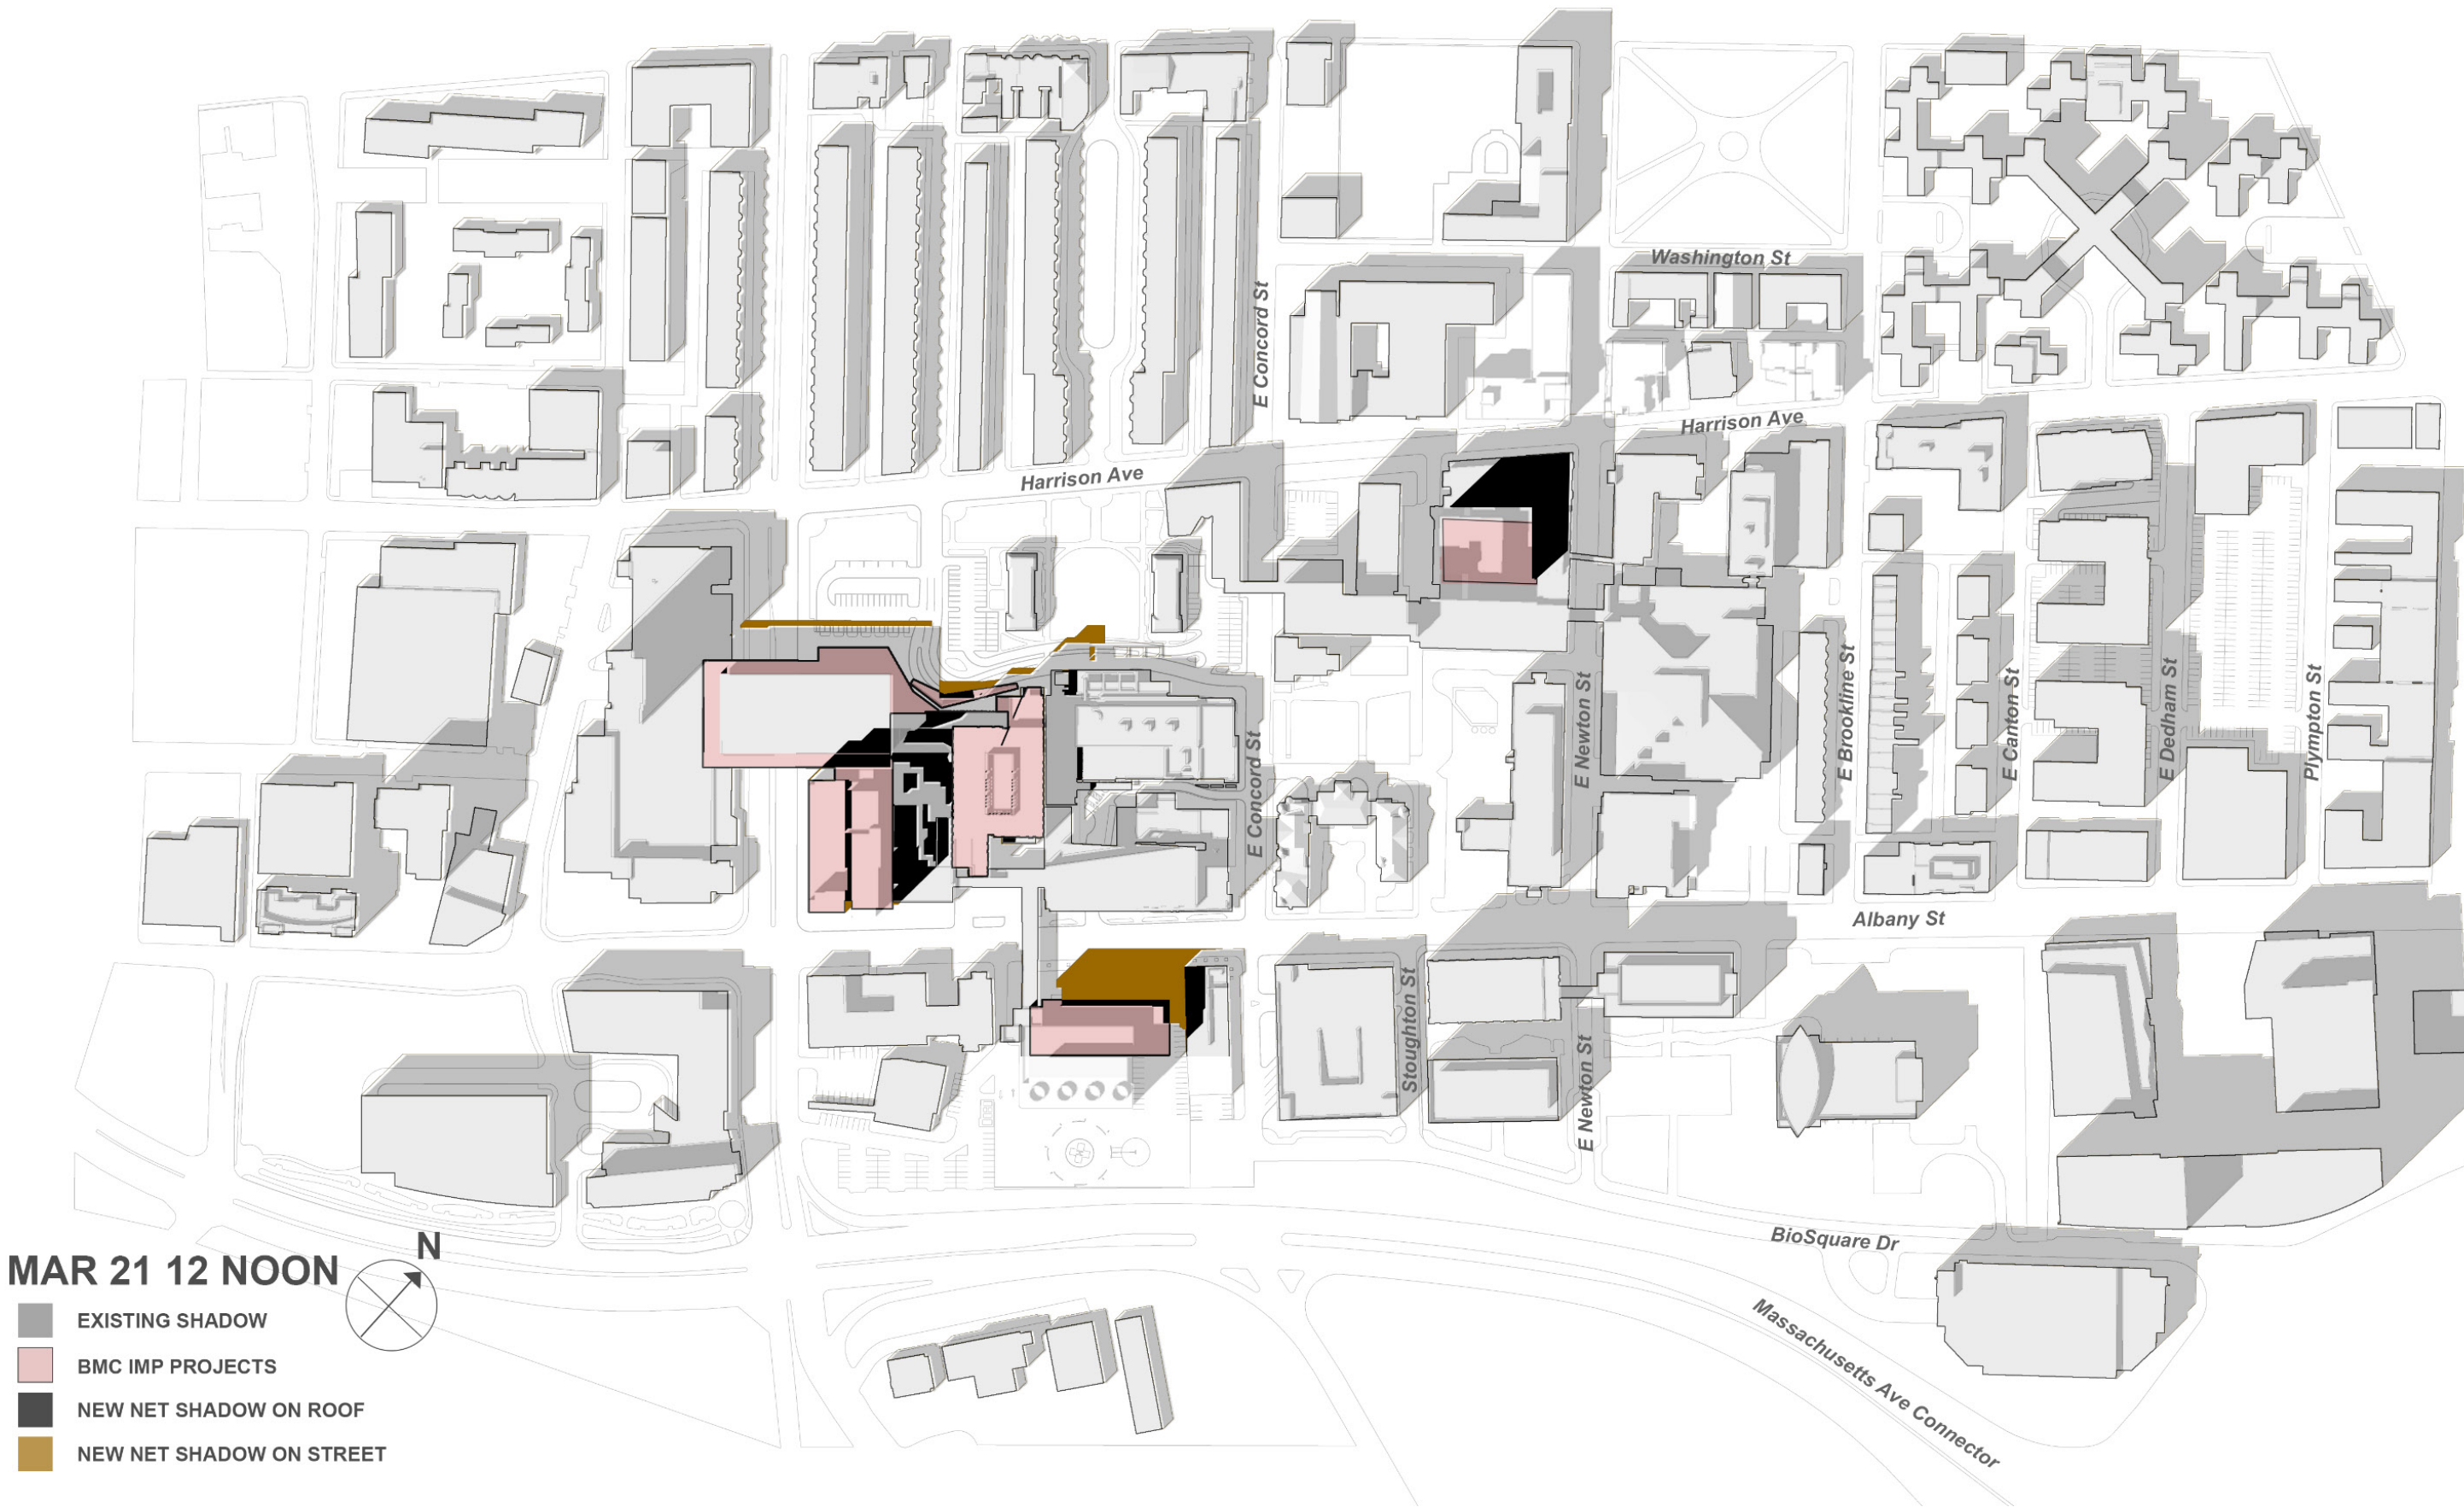 Washington St
E Concord St
Harrison Ave
Harrison Ave
E Newton St
E Brookline St
E Canton St
E Dedham St
Plympton St
E Concord St
Albany St
Stoughton St
E Newton St
BioSquare Dr
Massachusetts Ave Connector
N
MAR 21 12 NOON
EXISTING SHADOW
BMC IMP PROJECTS
NEW NET SHADOW ON ROOF
NEW NET SHADOW ON STREET